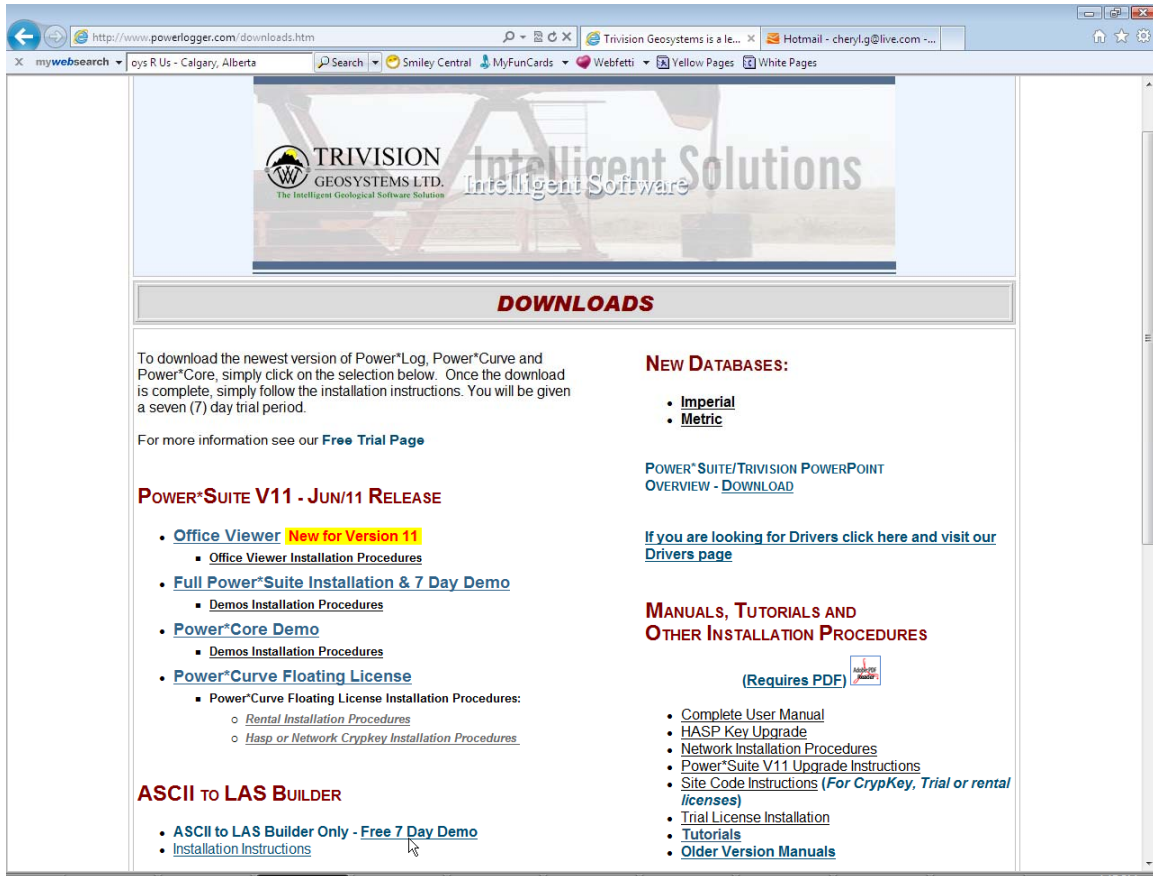 http://www.powerlogger.com/downloads.htm
Trivision Geosystems is a le...
Hotmail - cheryl.g@live.com -...
X mywebsearch
oys R Us - Calgary, Alberta
Search
Smiley Central
MyFunCards
Webfetti
Yellow Pages
White Pages
TRIVISION
GEOSYSTEMS LTD.
The Intelligent Geological Software Solution
Intelligent Solutions
Intelligent Software
DOWNLOADS
To download the newest version of Power*Log, Power*Curve and
Power*Core, simply click on the selection below. Once the download
is complete, simply follow the installation instructions. You will be given
a seven (7) day trial period.
For more information see our Free Trial Page
POWER*SUITE V11 - JUN/11 RELEASE
• Office Viewer New for Version 11
▪ Office Viewer Installation Procedures
• Full Power*Suite Installation & 7 Day Demo
▪ Demos Installation Procedures
• Power*Core Demo
▪ Demos Installation Procedures
• Power*Curve Floating License
▪ Power*Curve Floating License Installation Procedures:
○ Rental Installation Procedures
○ Hasp or Network Crypkey Installation Procedures
ASCII TO LAS BUILDER
• ASCII to LAS Builder Only - Free 7 Day Demo
• Installation Instructions
NEW DATABASES:
• Imperial
• Metric
POWER*SUITE/TRIVISION POWERPOINT
OVERVIEW - DOWNLOAD
If you are looking for Drivers click here and visit our
Drivers page
MANUALS, TUTORIALS AND
OTHER INSTALLATION PROCEDURES
(Requires PDF)
Adobe PDF
Reader
• Complete User Manual
• HASP Key Upgrade
• Network Installation Procedures
• Power*Suite V11 Upgrade Instructions
• Site Code Instructions (For CrypKey, Trial or rental
licenses)
• Trial License Installation
• Tutorials
• Older Version Manuals